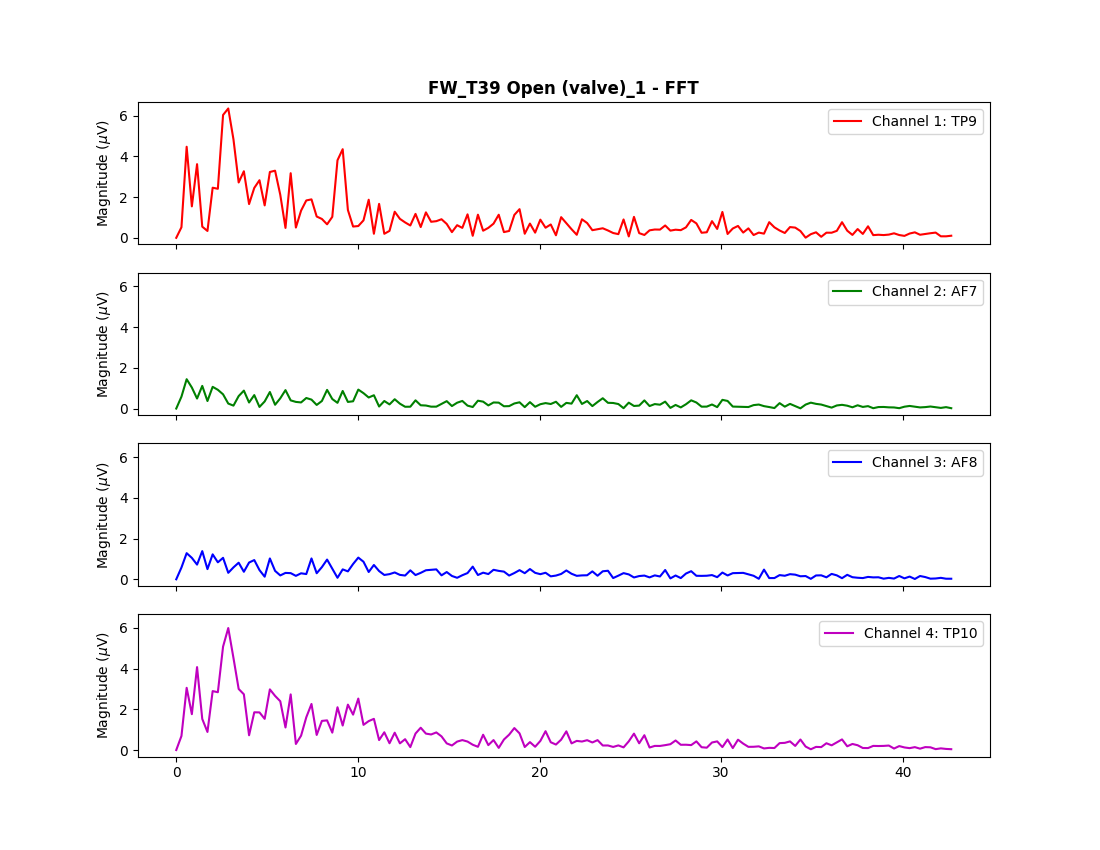 FW_T39 Open (valve)_1 - FFT
Magnitude (μV)
6
4
2
0
Channel 1: TP9
Magnitude (μV)
6
4
2
0
Channel 2: AF7
Magnitude (μV)
6
4
2
0
Channel 3: AF8
Magnitude (μV)
6
4
2
0
Channel 4: TP10
0 10 20 30 40